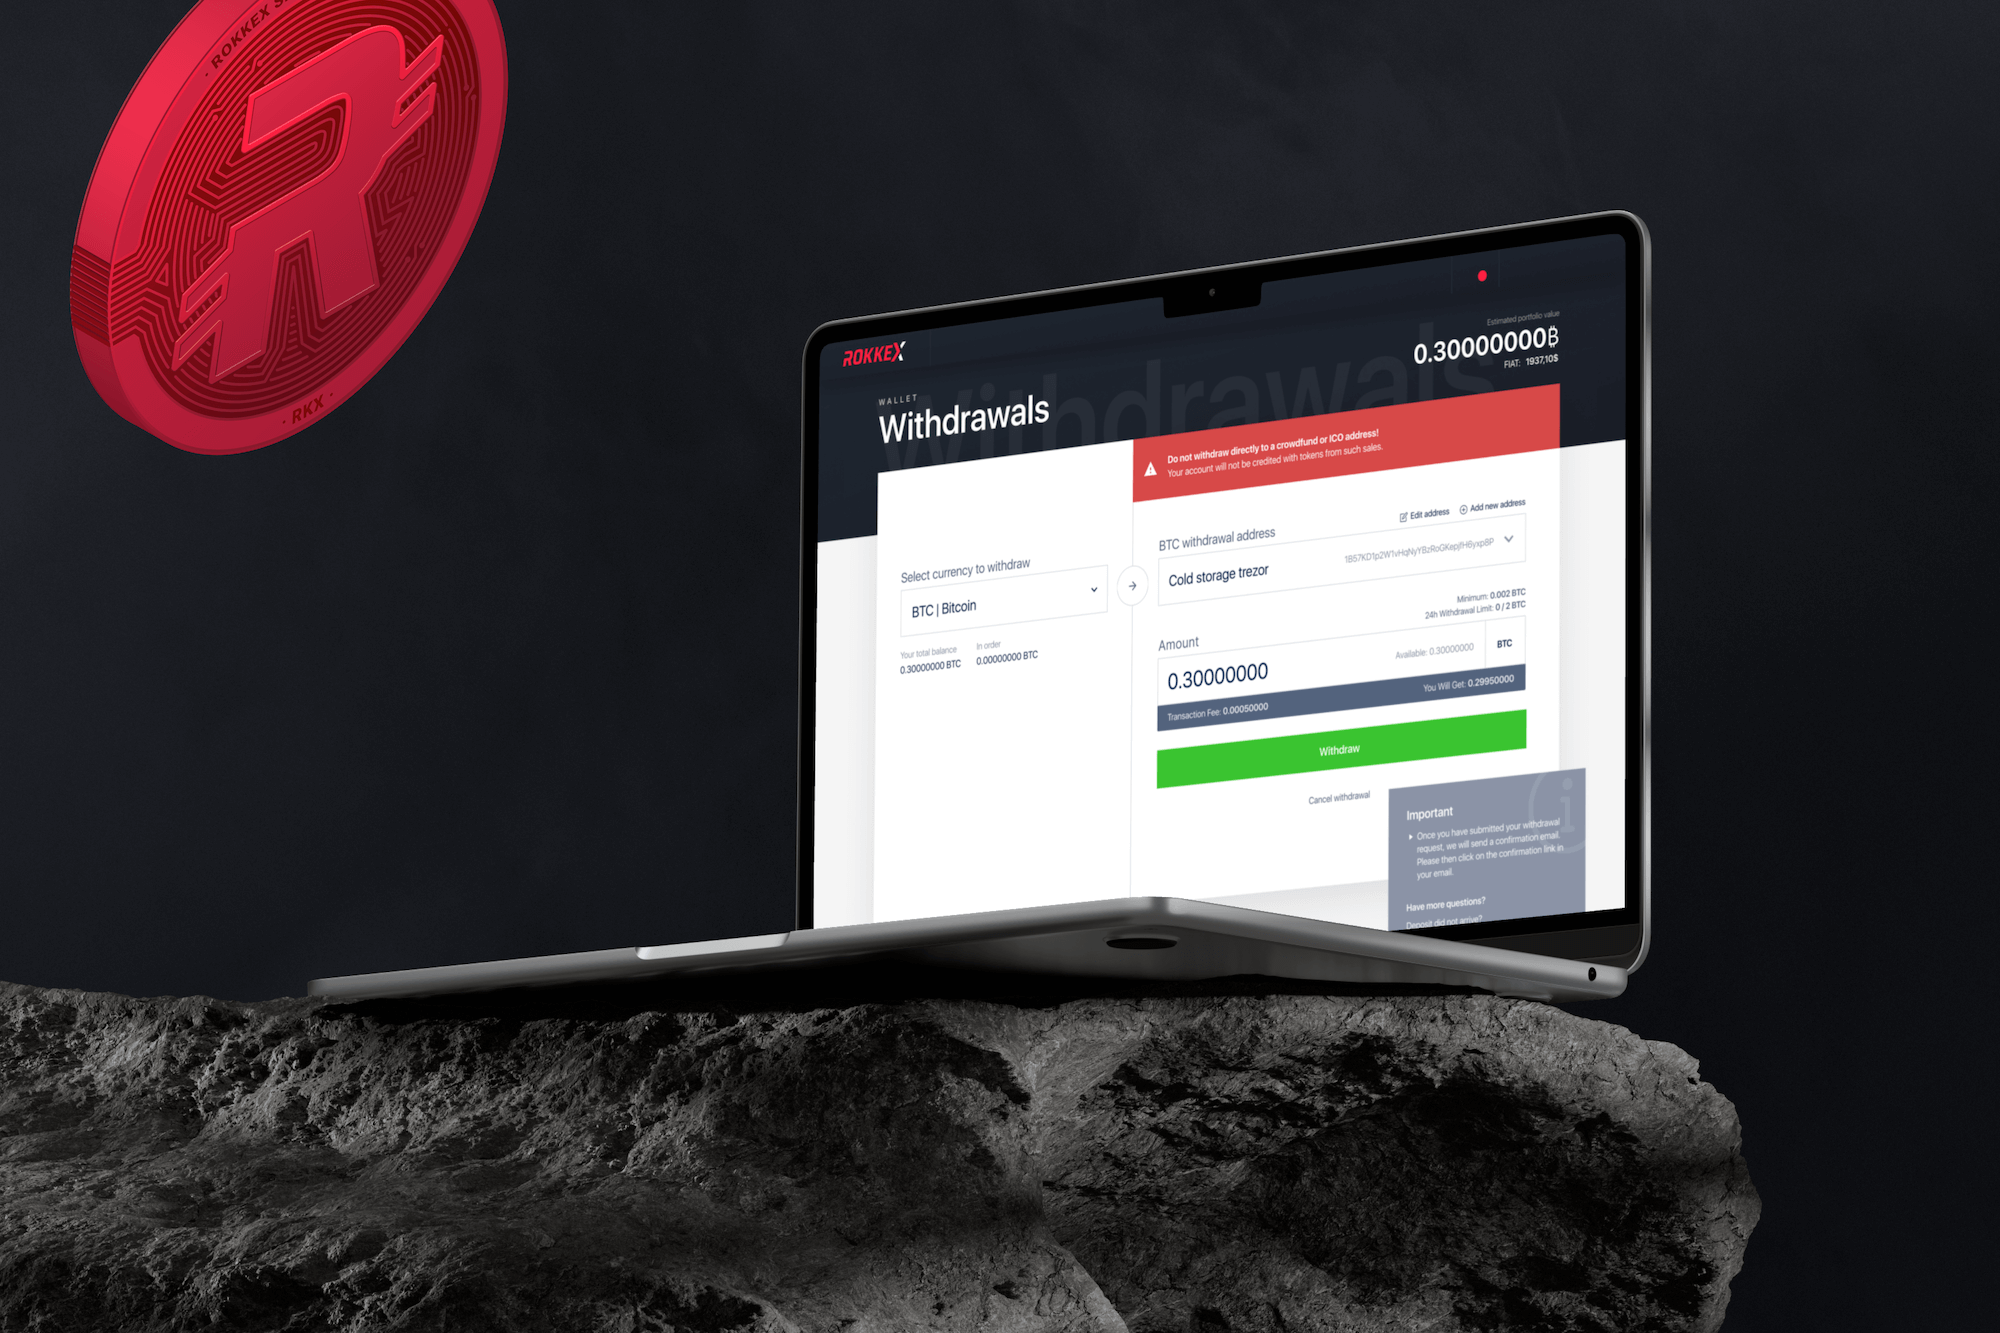 · ROKKEX
· RKX ·
ROKKEX
Estimated portfolio value
0.30000000฿
FIAT: 1937,10$
WALLET
Withdrawals
Withdrawals
Do not withdraw directly to a crowdfund or ICO address!
Your account will not be credited with tokens from such sales.
Select currency to withdraw
BTC | Bitcoin
Your total balance
0.30000000 BTC
In order
0.00000000 BTC
BTC withdrawal address
Edit address
Add new address
Cold storage trezor
Minimum: 0.002 BTC
24h Withdrawal Limit: 0 / 2 BTC
Amount
0.30000000
Available: 0.30000000
BTC
Transaction Fee: 0.00050000
You Will Get: 0.29950000
Withdraw
Cancel withdrawal
Important
Once you have submitted your withdrawal
request, we will send a confirmation email.
Please then click on the confirmation link in
your email.
Have more questions?
Deposit did not arrive?